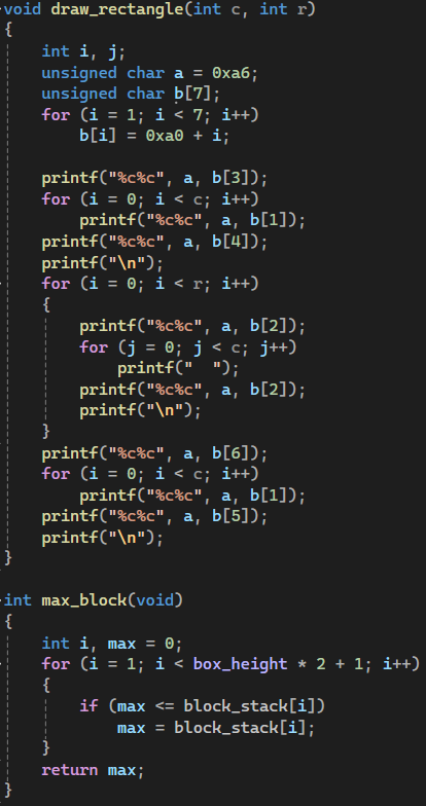 void draw_rectangle(int c, int r)
{
    int i, j;
    unsigned char a = 0xa6;
    unsigned char b[7];
    for (i = 1; i < 7; i++)
        b[i] = 0xa0 + i;

    printf("%c%c", a, b[3]);
    for (i = 0; i < c; i++)
        printf("%c%c", a, b[1]);
    printf("%c%c", a, b[4]);
    printf("\n");
    for (i = 0; i < r; i++)
    {
        printf("%c%c", a, b[2]);
        for (j = 0; j < c; j++)
            printf("  ");
        printf("%c%c", a, b[2]);
        printf("\n");
    }
    printf("%c%c", a, b[6]);
    for (i = 0; i < c; i++)
        printf("%c%c", a, b[1]);
    printf("%c%c", a, b[5]);
    printf("\n");
}

int max_block(void)
{
    int i, max = 0;
    for (i = 1; i < box_height * 2 + 1; i++)
    {
        if (max <= block_stack[i])
            max = block_stack[i];
    }
    return max;
}